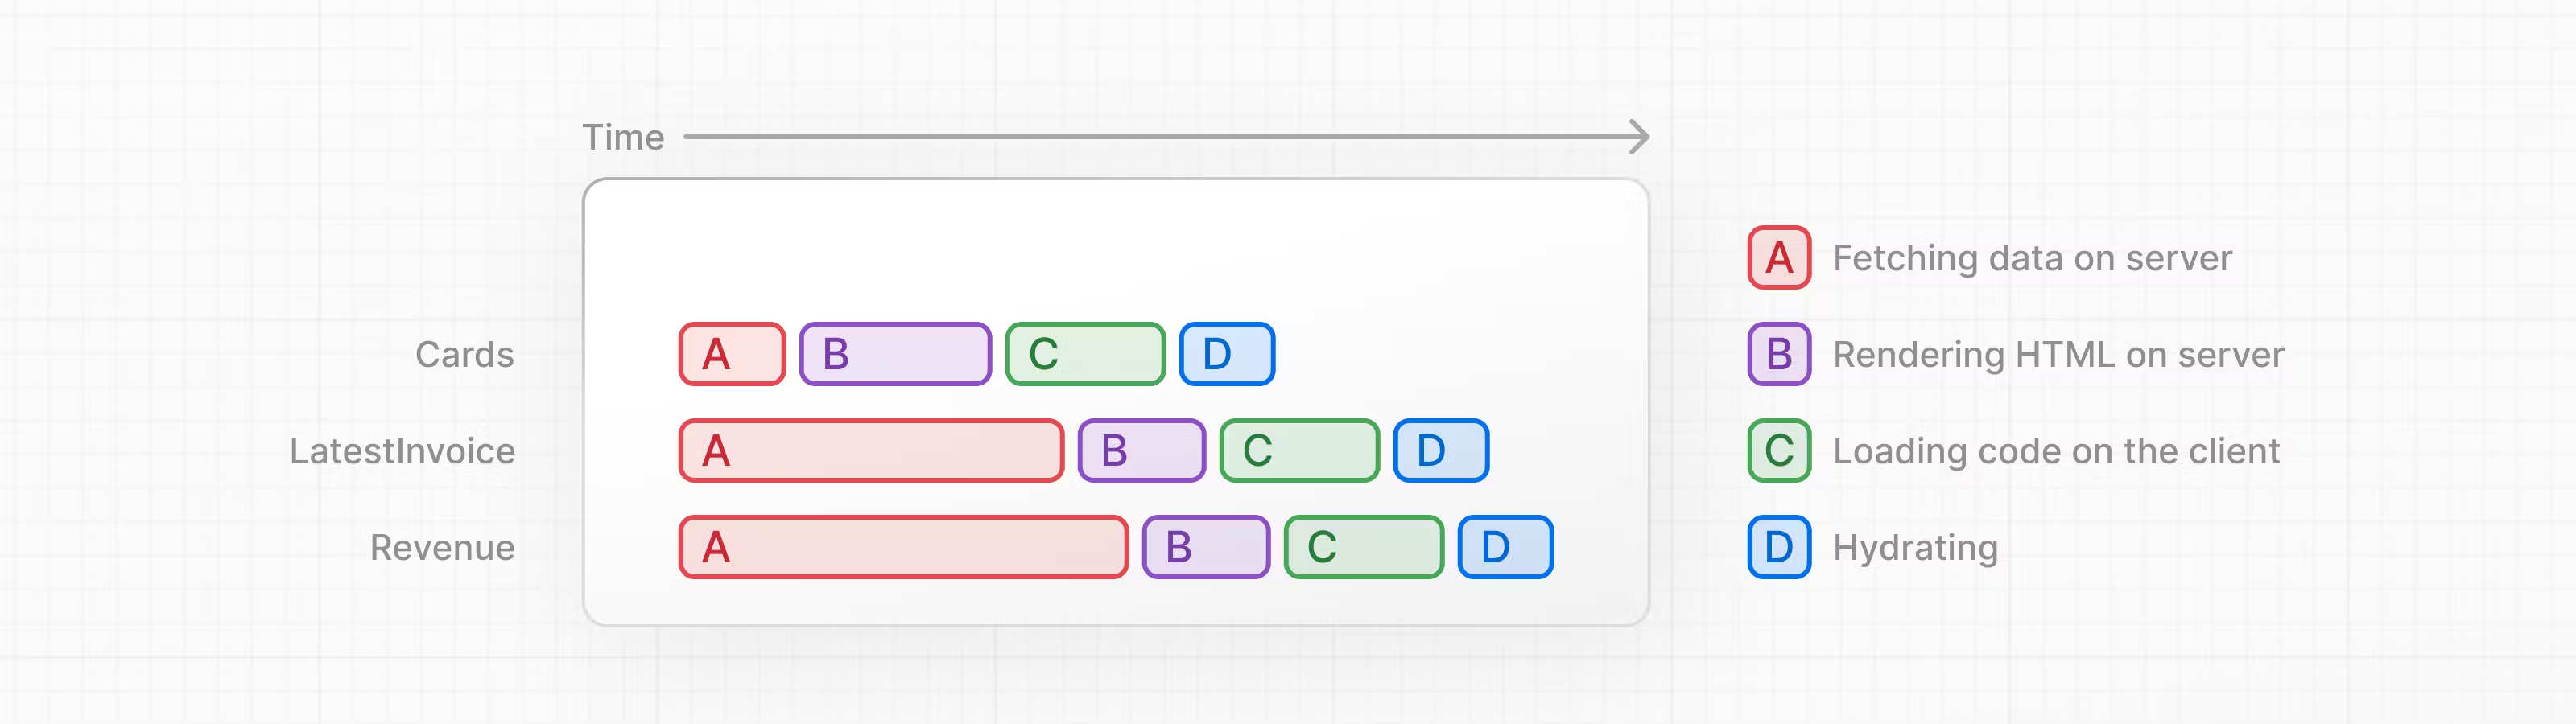 Time
A Fetching data on server
Cards A B C D B Rendering HTML on server
LatestInvoice A B C D C Loading code on the client
Revenue A B C D D Hydrating